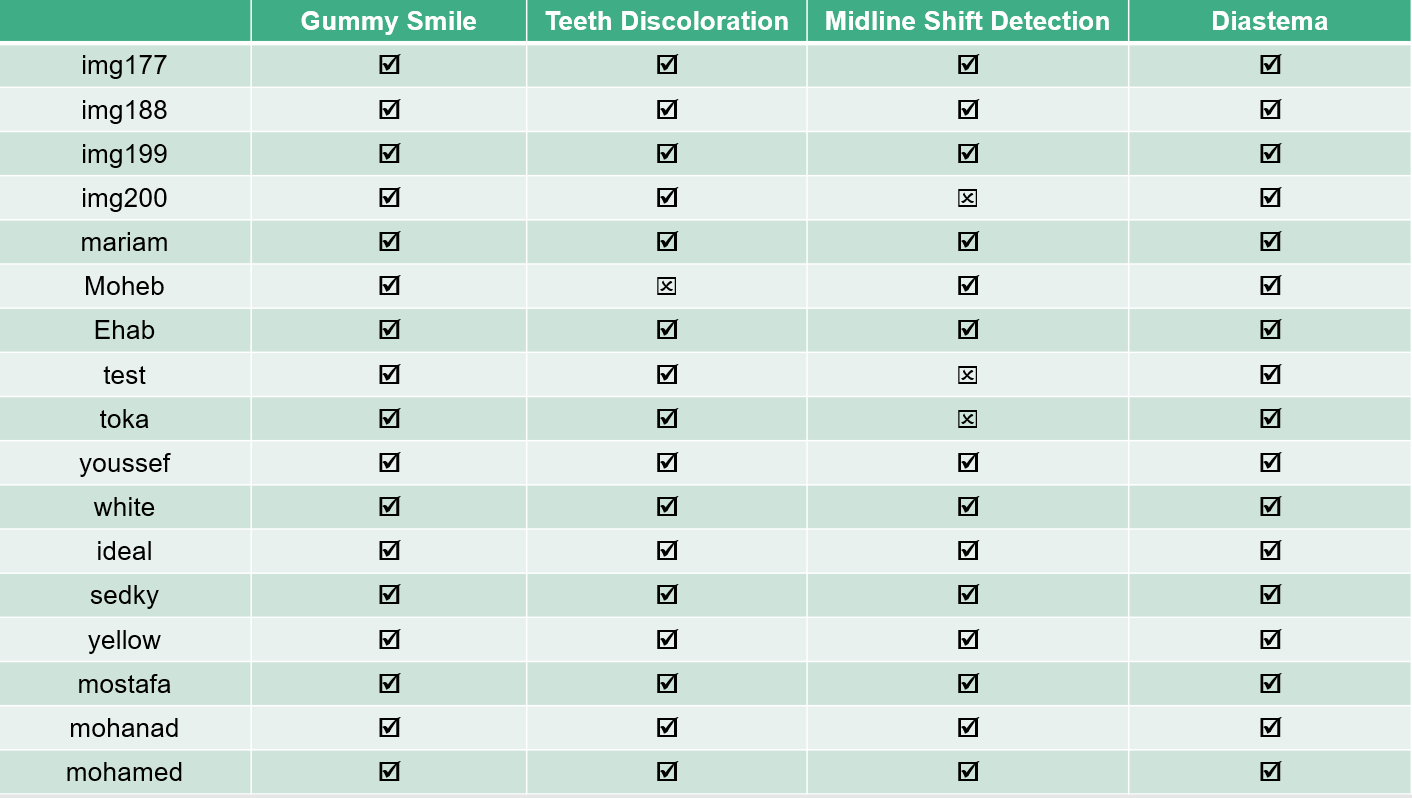 Gummy Smile Teeth Discoloration Midline Shift Detection Diastema
img177 ☑ ☑ ☑ ☑
img188 ☑ ☑ ☑ ☑
img199 ☑ ☑ ☑ ☑
img200 ☑ ☑ ☒ ☑
mariam ☑ ☑ ☑ ☑
Moheb ☑ ☒ ☑ ☑
Ehab ☑ ☑ ☑ ☑
test ☑ ☑ ☒ ☑
toka ☑ ☑ ☒ ☑
youssef ☑ ☑ ☑ ☑
white ☑ ☑ ☑ ☑
ideal ☑ ☑ ☑ ☑
sedky ☑ ☑ ☑ ☑
yellow ☑ ☑ ☑ ☑
mostafa ☑ ☑ ☑ ☑
mohanad ☑ ☑ ☑ ☑
mohamed ☑ ☑ ☑ ☑